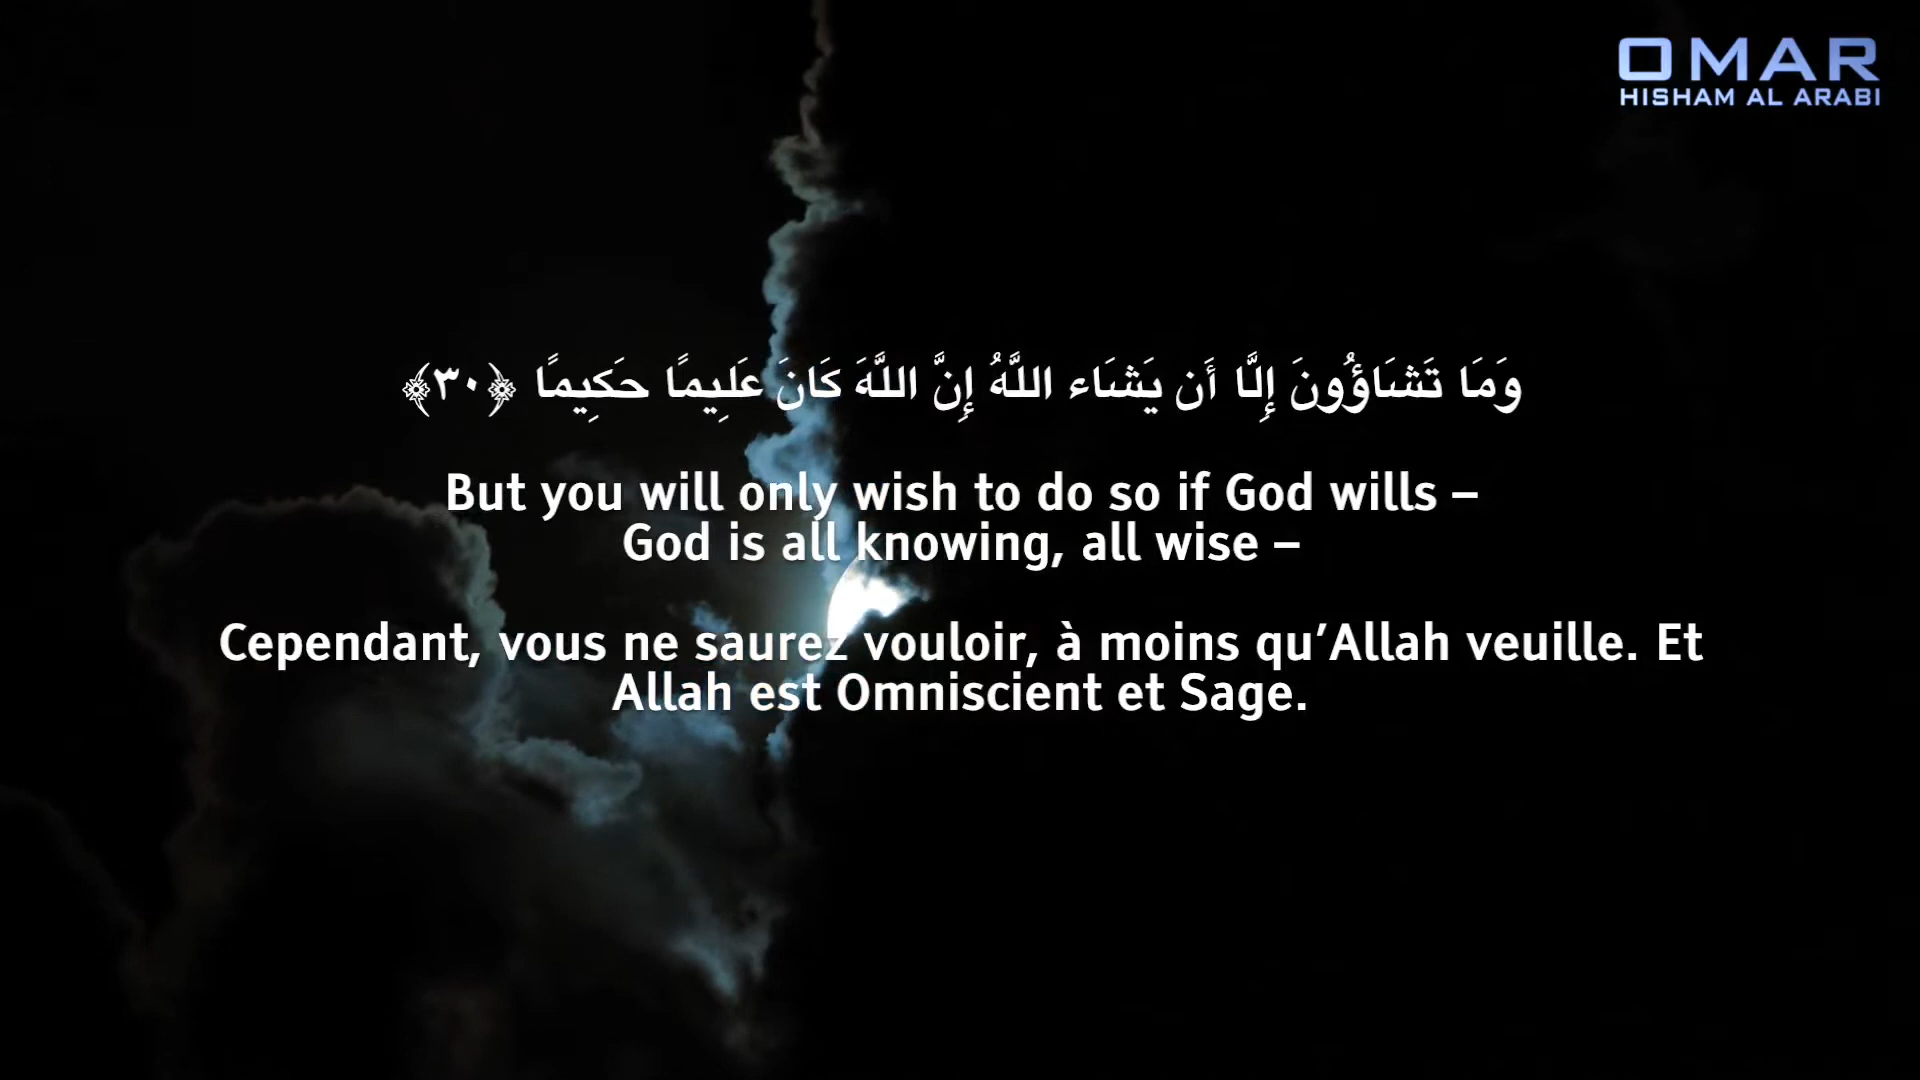 OMAR
HISHAM AL ARABI
وَمَا تَشَاؤُونَ إِلَّا أَن يَشَاء اللَّهُ إِنَّ اللَّهَ كَانَ عَلِيمًا حَكِيمًا ﴿٣٠﴾
But you will only wish to do so if God wills –
God is all knowing, all wise –
Cependant, vous ne saurez vouloir, à moins qu’Allah veuille. Et
Allah est Omniscient et Sage.